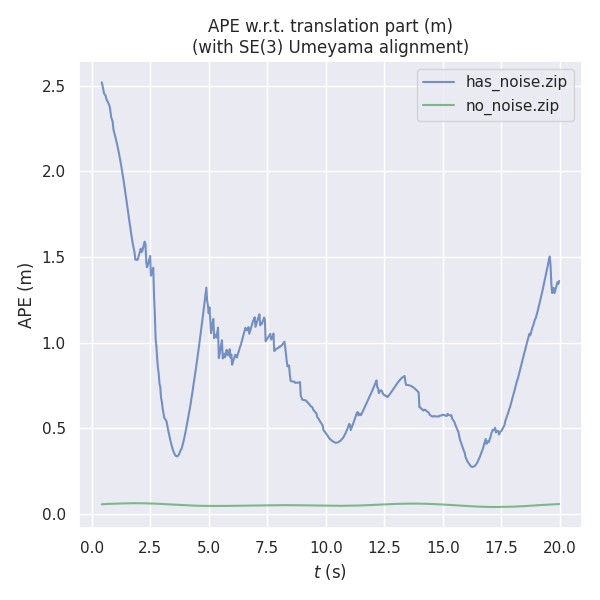 APE w.r.t. translation part (m)
(with SE(3) Umeyama alignment)
has_noise.zip
no_noise.zip
APE (m)
2.5
2.0
1.5
1.0
0.5
0.0
0.0 2.5 5.0 7.5 10.0 12.5 15.0 17.5 20.0
t (s)